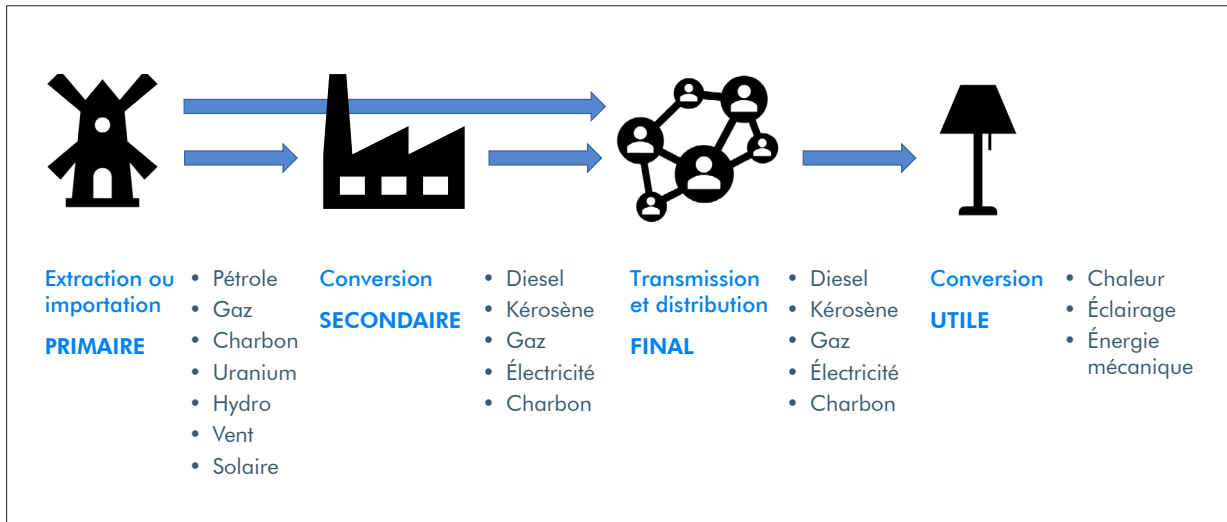 Extraction ou
importation
PRIMAIRE
• Pétrole
• Gaz
• Charbon
• Uranium
• Hydro
• Vent
• Solaire
Conversion
SECONDAIRE
• Diesel
• Kérosène
• Gaz
• Électricité
• Charbon
Transmission
et distribution
FINAL
• Diesel
• Kérosène
• Gaz
• Électricité
• Charbon
Conversion
UTILE
• Chaleur
• Éclairage
• Énergie
mécanique